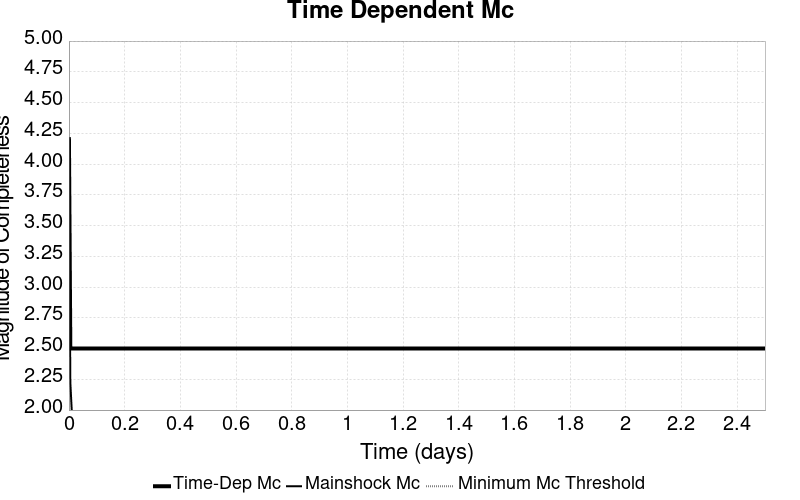 Time Dependent Mc
Magnitude of Completeness
5.00
4.75
4.50
4.25
4.00
3.75
3.50
3.25
3.00
2.75
2.50
2.25
2.00
0 0.2 0.4 0.6 0.8 1 1.2 1.4 1.6 1.8 2 2.2 2.4
Time (days)
Time-Dep Mc Mainshock Mc Minimum Mc Threshold